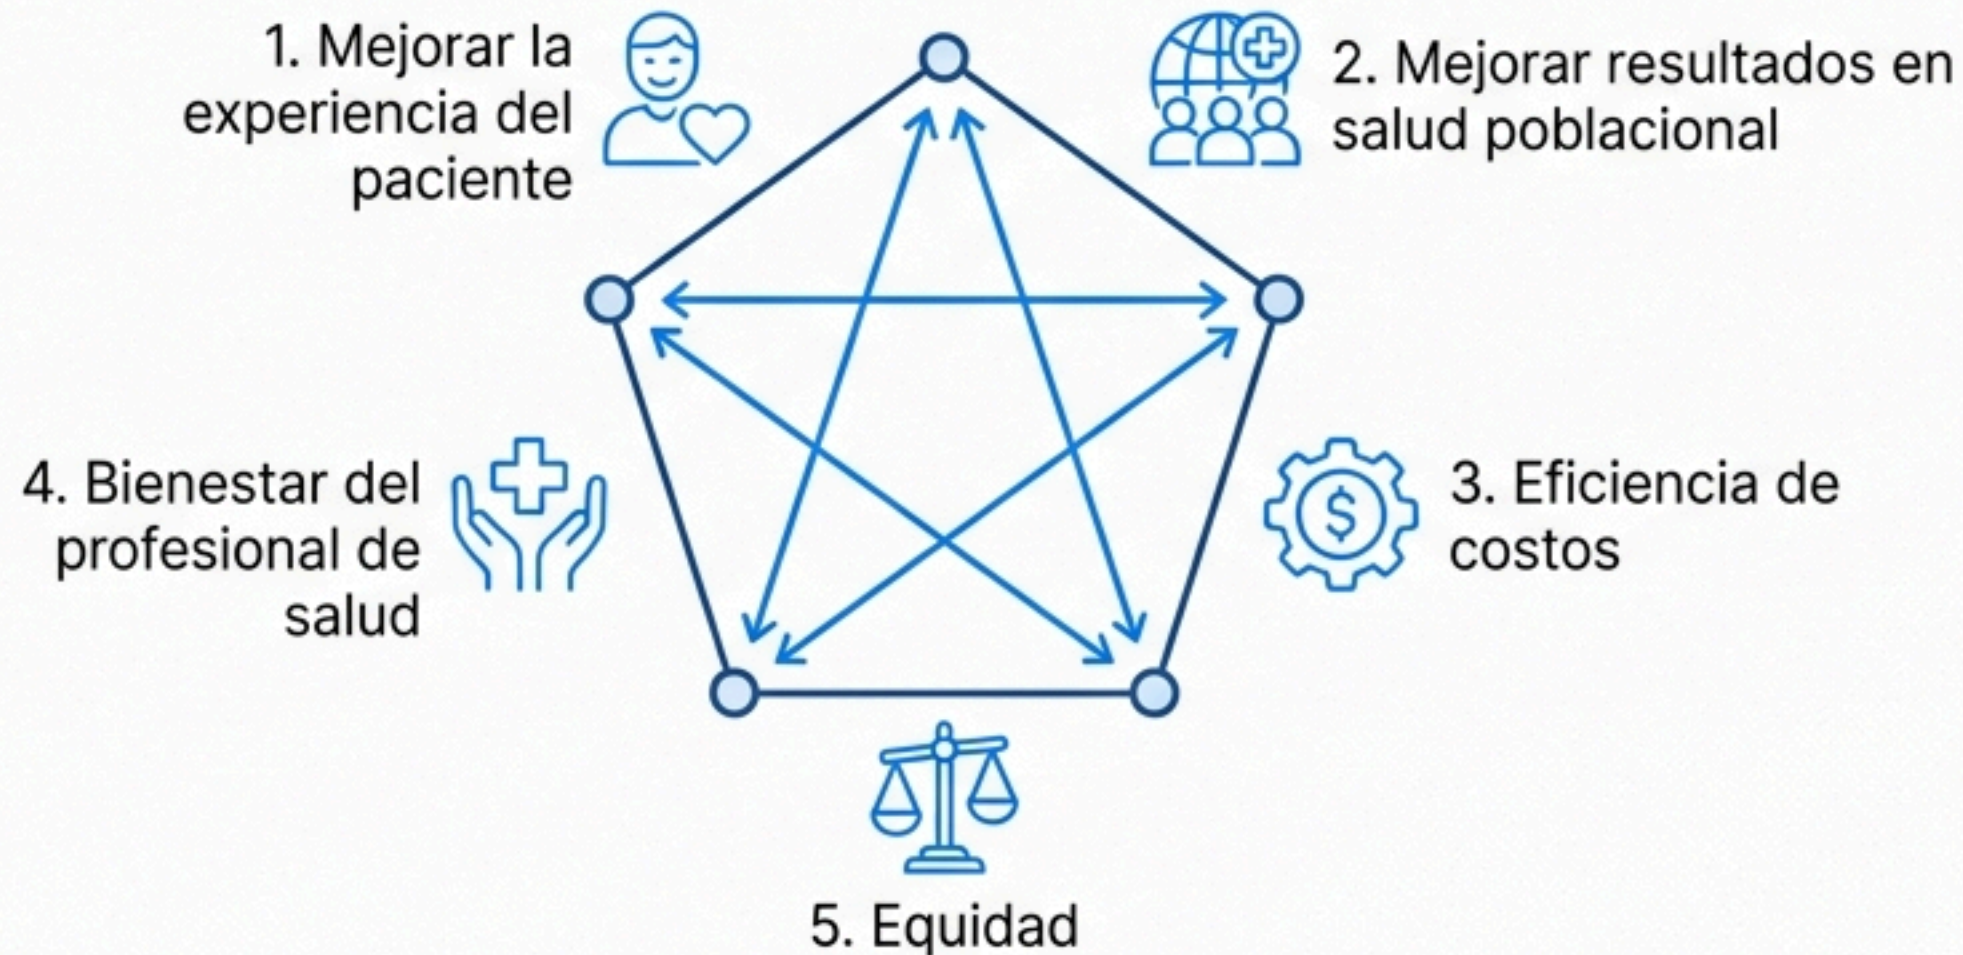 1. Mejorar la
experiencia del
paciente
2. Mejorar resultados en
salud poblacional
4. Bienestar del
profesional de
salud
$
3. Eficiencia de
costos
5. Equidad